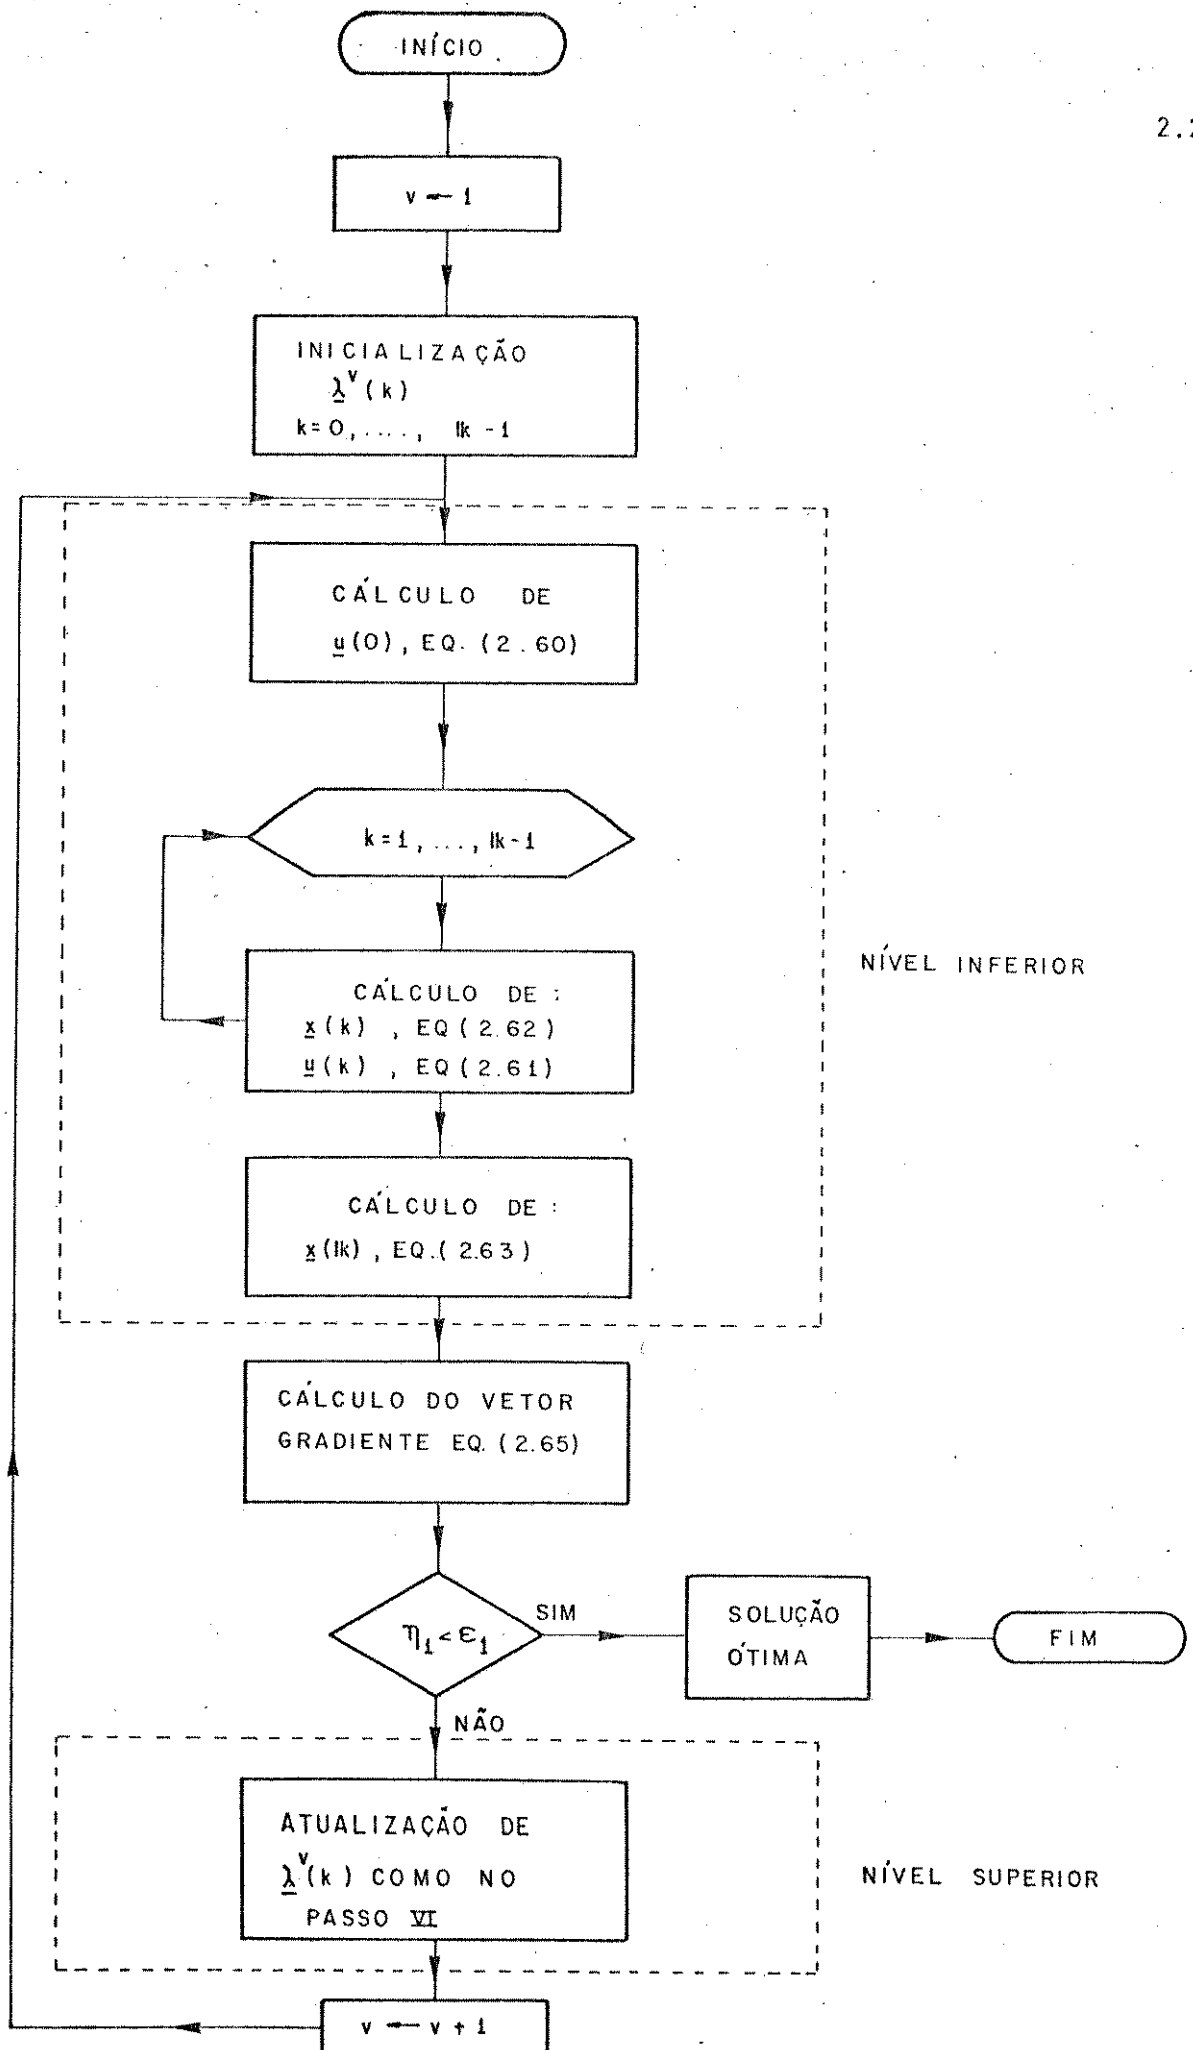 INÍCIO
2.2
v ← 1
INICIALIZAÇÃO
λ^v(k)
k=0,...., lk-1
CÁLCULO DE
u(0), EQ. (2.60)
k=1, ..., lk-1
NÍVEL INFERIOR
CÁLCULO DE :
x(k) , EQ (2.62)
u(k) , EQ (2.61)
CÁLCULO DE :
x(lk) , EQ.(2.63)
CÁLCULO DO VETOR
GRADIENTE EQ. (2.65)
η₁ < ε₁
SIM
SOLUÇÃO
ÓTIMA
FIM
NÃO
ATUALIZAÇÃO DE
λ^v(k) COMO NO
PASSO VI
NÍVEL SUPERIOR
v ← v + 1